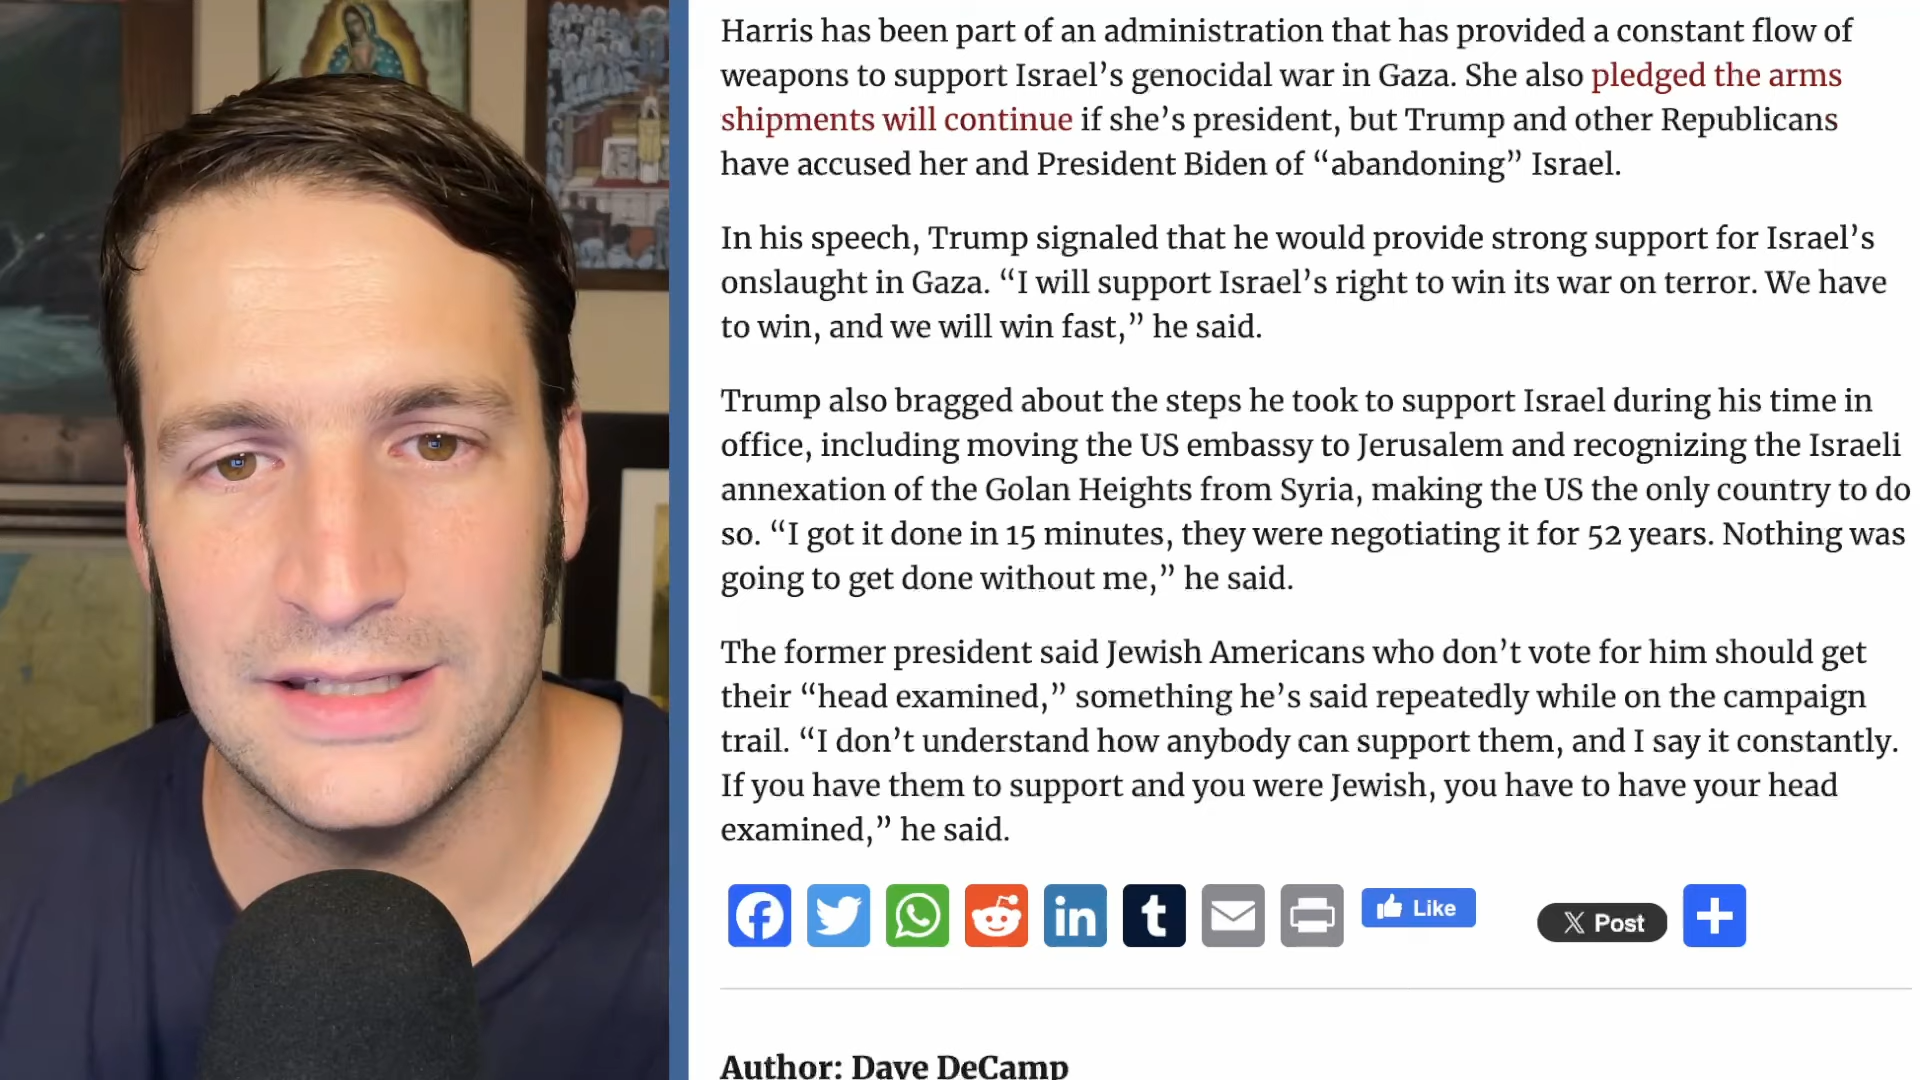 Harris has been part of an administration that has provided a constant flow of
weapons to support Israel’s genocidal war in Gaza. She also pledged the arms
shipments will continue if she’s president, but Trump and other Republicans
have accused her and President Biden of “abandoning” Israel.
In his speech, Trump signaled that he would provide strong support for Israel’s
onslaught in Gaza. “I will support Israel’s right to win its war on terror. We have
to win, and we will win fast,” he said.
Trump also bragged about the steps he took to support Israel during his time in
office, including moving the US embassy to Jerusalem and recognizing the Israeli
annexation of the Golan Heights from Syria, making the US the only country to do
so. “I got it done in 15 minutes, they were negotiating it for 52 years. Nothing was
going to get done without me,” he said.
The former president said Jewish Americans who don’t vote for him should get
their “head examined,” something he’s said repeatedly while on the campaign
trail. “I don’t understand how anybody can support them, and I say it constantly.
If you have them to support and you were Jewish, you have to have your head
examined,” he said.
Like
X Post
Author: Dave DeCamp